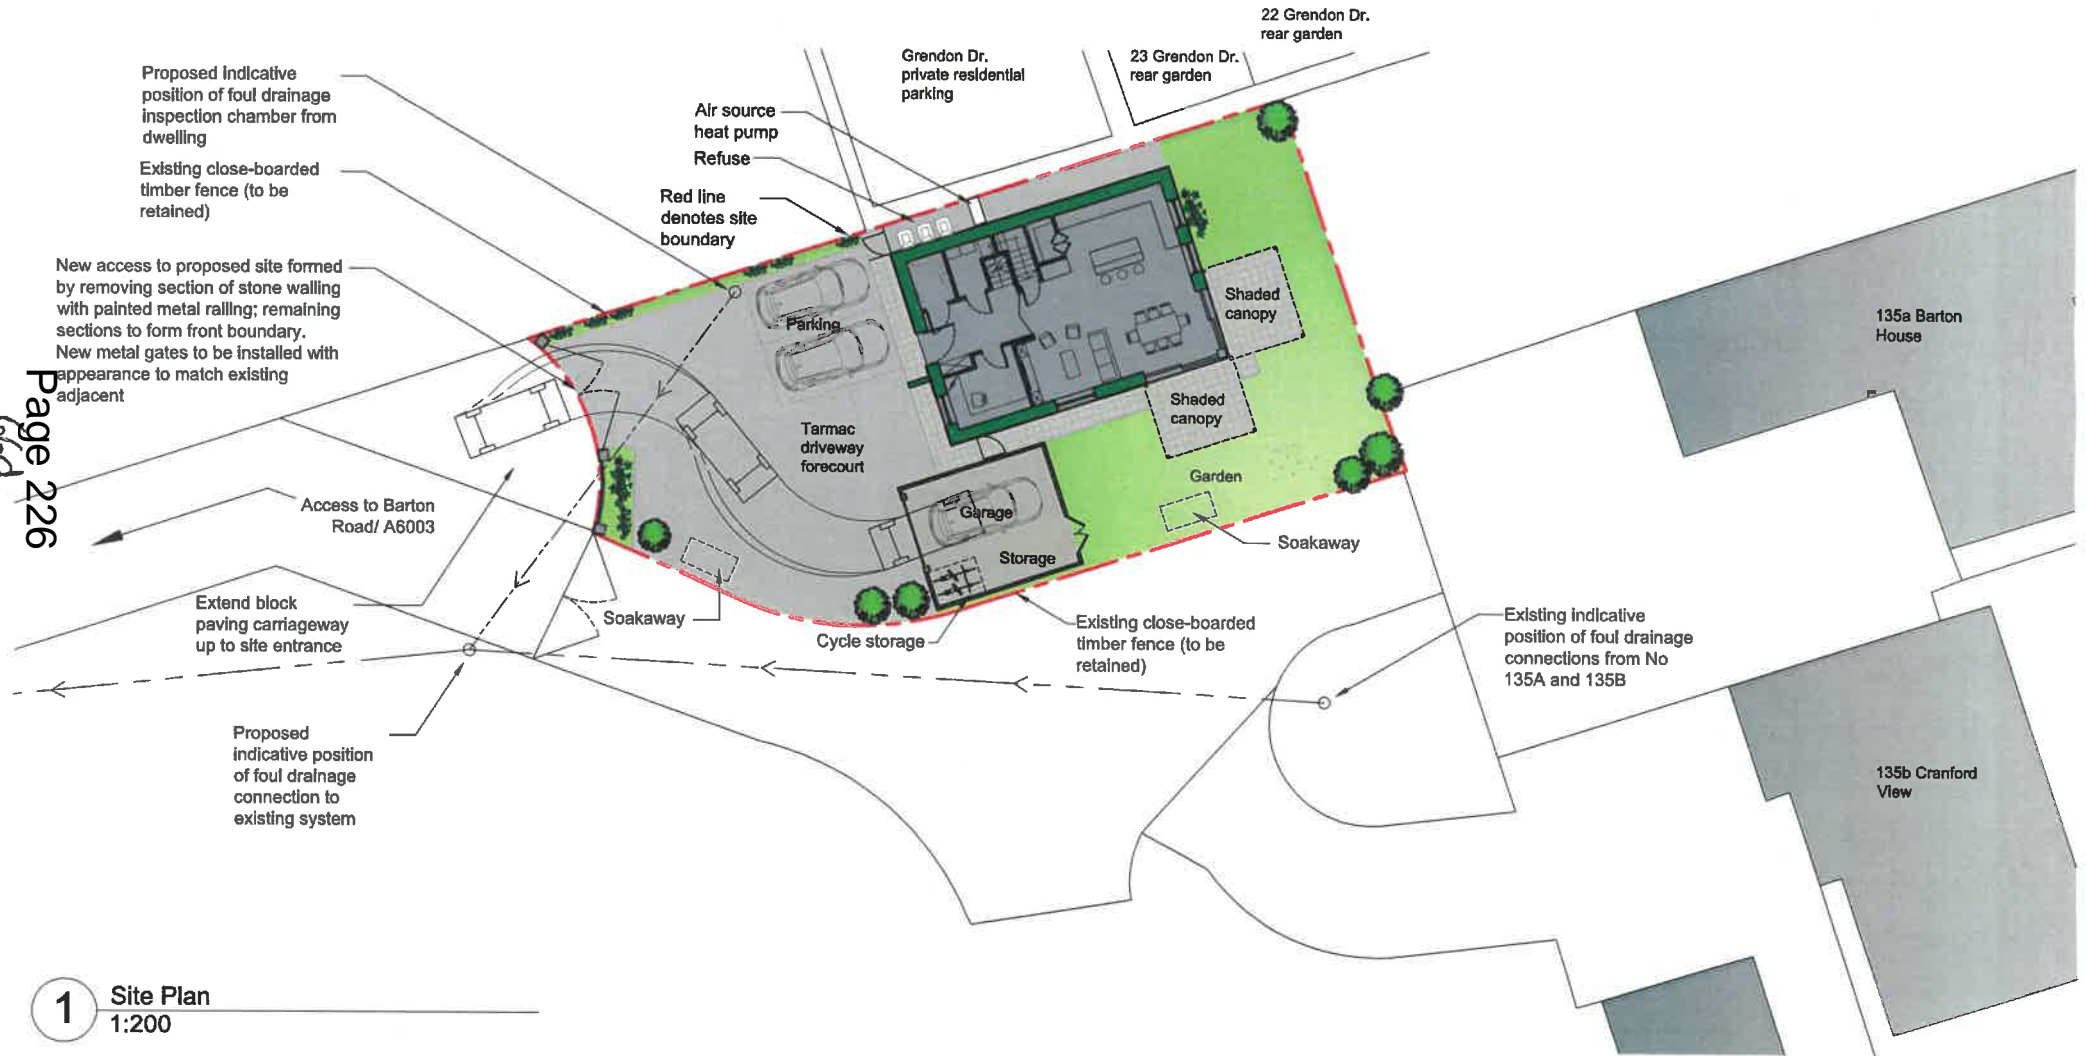 22 Grendon Dr.
rear garden
Grendon Dr.
private residential
parking
23 Grendon Dr.
rear garden
Proposed indicative
position of foul drainage
inspection chamber from
dwelling
Air source
heat pump
Refuse
Existing close-boarded
timber fence (to be
retained)
Red line
denotes site
boundary
New access to proposed site formed
by removing section of stone walling
with painted metal railing; remaining
sections to form front boundary.
New metal gates to be installed with
appearance to match existing
adjacent
Page 226
Parking
Shaded
canopy
Shaded
canopy
135a Barton
House
Tarmac
driveway
forecourt
Garden
Access to Barton
Road/ A6003
Garage
Storage
Soakaway
Extend block
paving carriageway
up to site entrance
Soakaway
Cycle storage
Existing close-boarded
timber fence (to be
retained)
Existing indicative
position of foul drainage
connections from No
135A and 135B
Proposed
indicative position
of foul drainage
connection to
existing system
135b Cranford
View
1
Site Plan
1:200